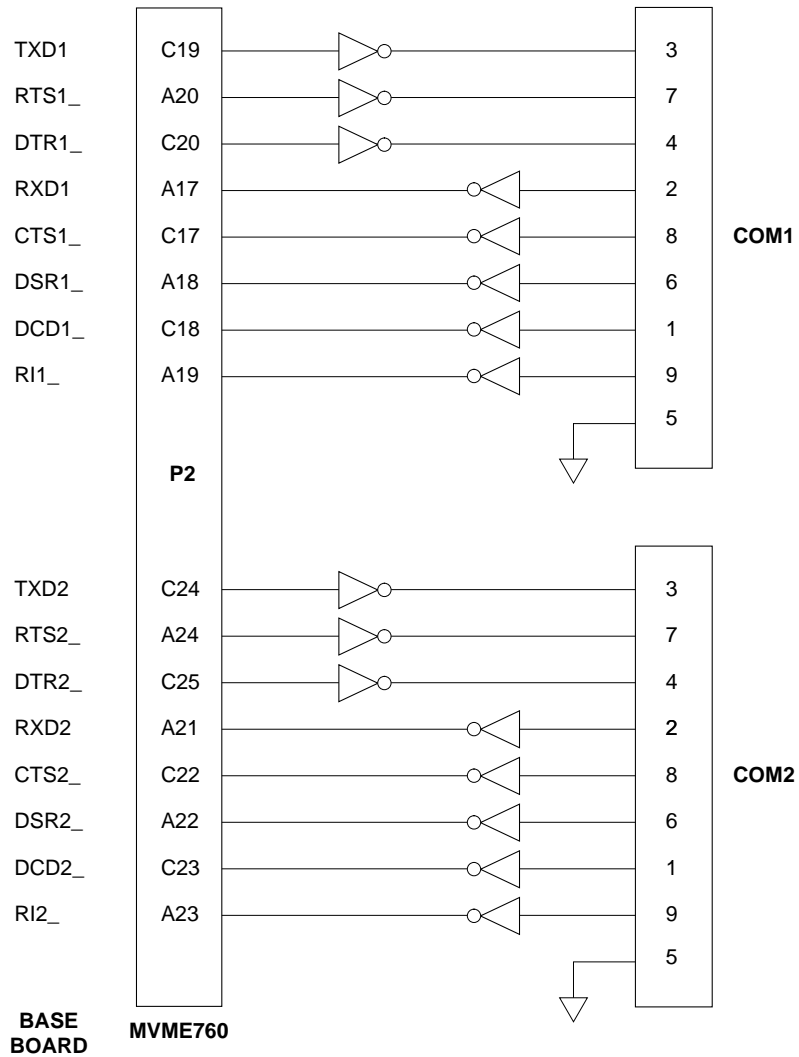 TXD1 C19 3
RTS1_ A20 7
DTR1_ C20 4
RXD1 A17 2
CTS1_ C17 8 COM1
DSR1_ A18 6
DCD1_ C18 1
RI1_ A19 9
5
P2
TXD2 C24 3
RTS2_ A24 7
DTR2_ C25 4
RXD2 A21 2
CTS2_ C22 8 COM2
DSR2_ A22 6
DCD2_ C23 1
RI2_ A23 9
5
BASE
BOARD
MVME760